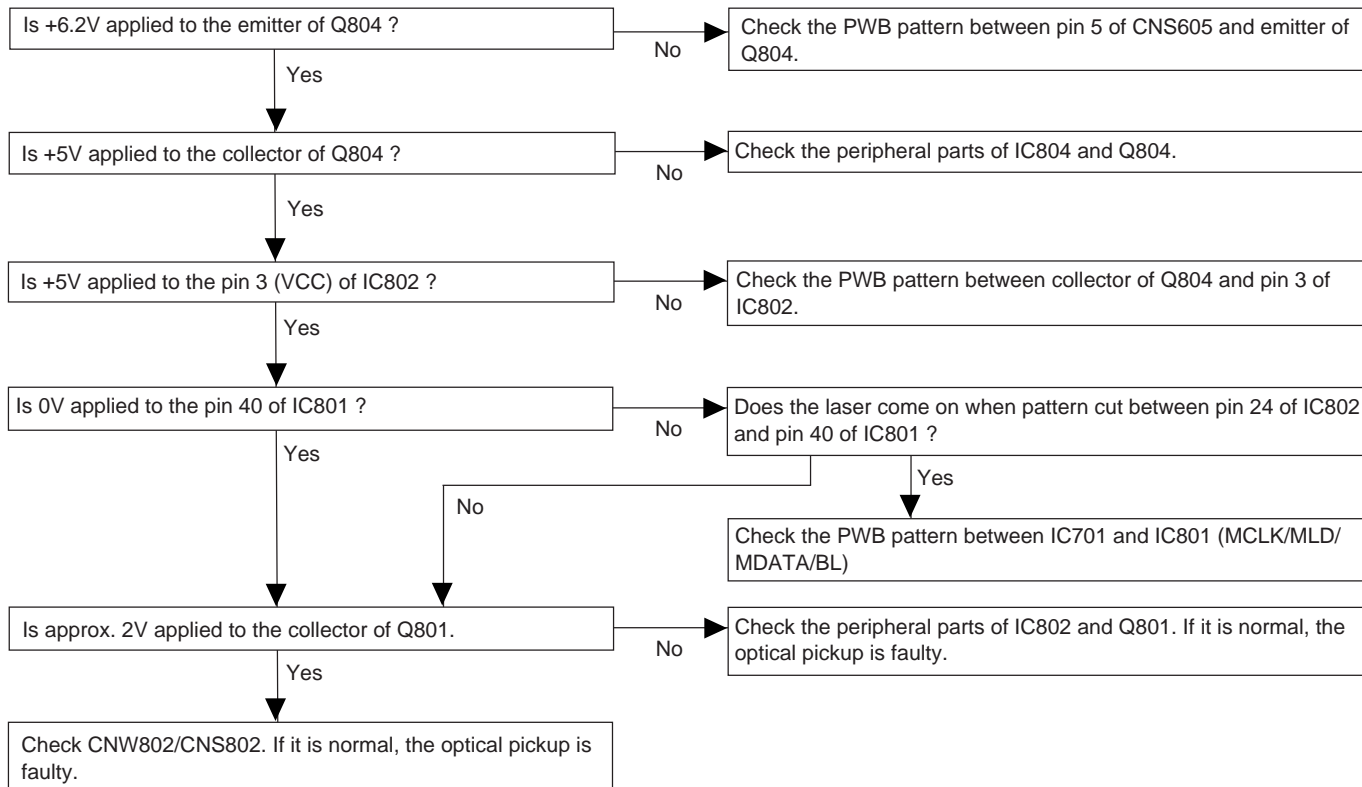 Is +6.2V applied to the emitter of Q804 ?
No
Check the PWB pattern between pin 5 of CNS605 and emitter of
Q804.
Yes
Is +5V applied to the collector of Q804 ?
No
Check the peripheral parts of IC804 and Q804.
Yes
Is +5V applied to the pin 3 (VCC) of IC802 ?
No
Check the PWB pattern between collector of Q804 and pin 3 of
IC802.
Yes
Is 0V applied to the pin 40 of IC801 ?
No
Does the laser come on when pattern cut between pin 24 of IC802
and pin 40 of IC801 ?
Yes
No
Yes
Check the PWB pattern between IC701 and IC801 (MCLK/MLD/
MDATA/BL)
Is approx. 2V applied to the collector of Q801.
No
Check the peripheral parts of IC802 and Q801. If it is normal, the
optical pickup is faulty.
Yes
Check CNW802/CNS802. If it is normal, the optical pickup is
faulty.